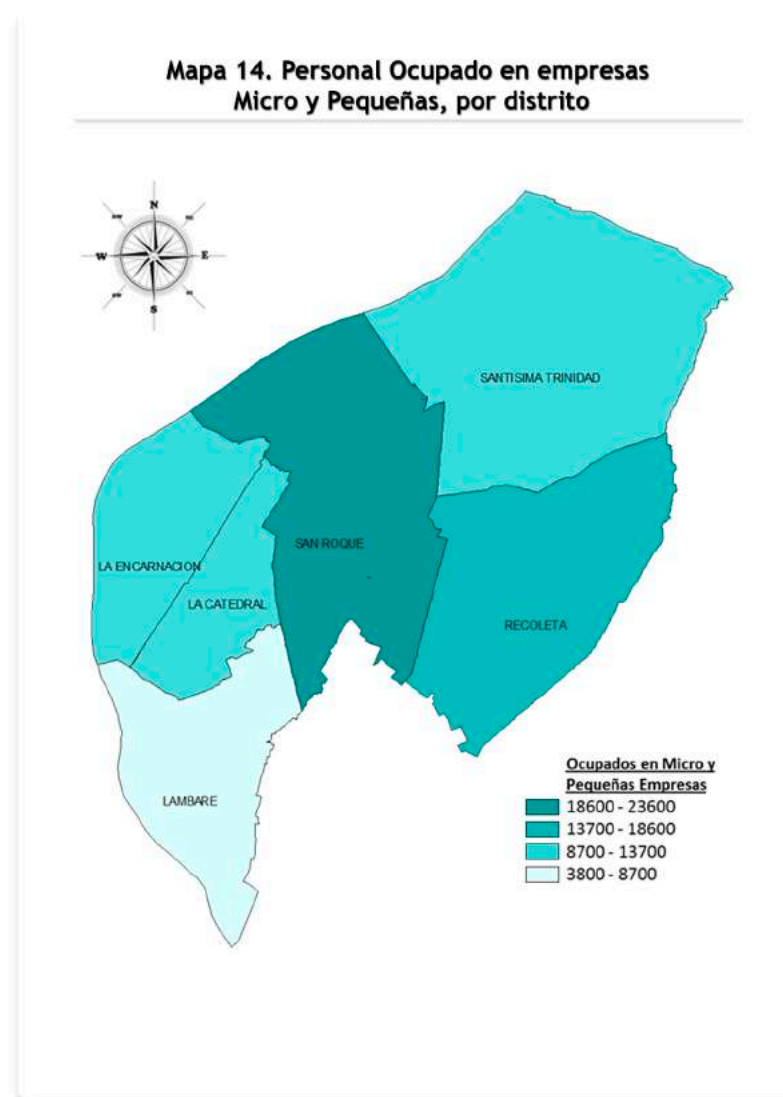 Mapa 14. Personal Ocupado en empresas
Micro y Pequeñas, por distrito
N
W
E
S
SANTISIMA TRINIDAD
SAN ROQUE
LA ENCARNACION
LA CATEDRAL
RECOLETA
LAMBARE
Ocupados en Micro y
Pequeñas Empresas
18600 - 23600
13700 - 18600
8700 - 13700
3800 - 8700